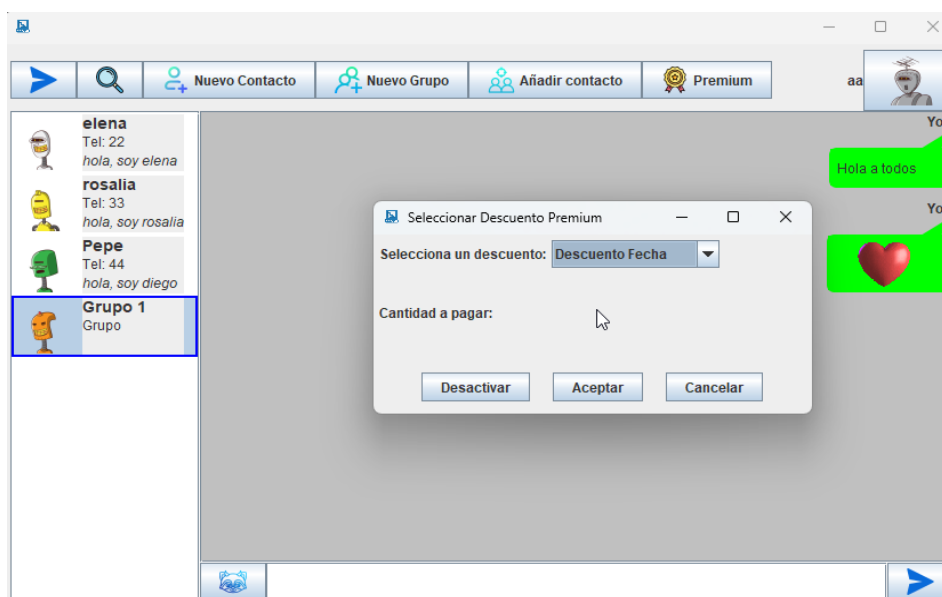 Nuevo Contacto
Nuevo Grupo
Añadir contacto
Premium
aa
elena
Tel: 22
hola, soy elena
rosalia
Tel: 33
hola, soy rosalia
Pepe
Tel: 44
hola, soy diego
Grupo 1
Grupo
Yo
Hola a todos
Yo
Seleccionar Descuento Premium
Selecciona un descuento: Descuento Fecha
Cantidad a pagar:
Desactivar Aceptar Cancelar